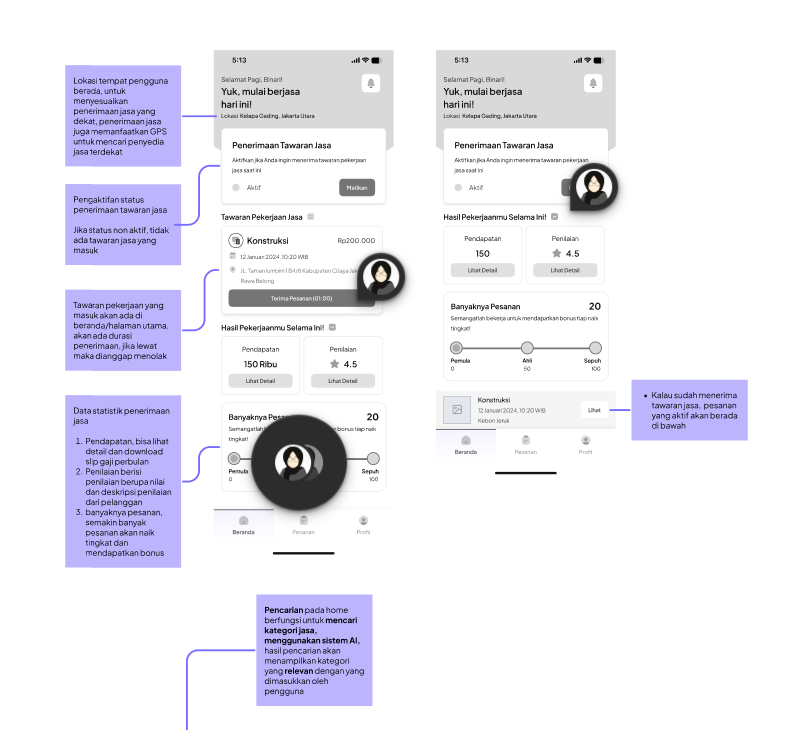 Lokasi tempat pengguna
berada, untuk
menyesuaikan
penerimaan jasa yang
dekat, penerimaan jasa
juga memanfaatkan GPS
untuk mencari penyedia
jasa terdekat
Pengaktifan status
penerimaan tawaran jasa
Jika status non aktif, tidak
ada tawaran jasa yang
masuk
Tawaran pekerjaan yang
masuk akan ada di
beranda/halaman utama,
akan ada durasi
penerimaan, jika lewat
maka dianggap menolak
Data statistik penerimaan
jasa
1. Pendapatan, bisa lihat
detail dan download
slip gaji perbulan
2. Penilaian berisi
penilaian berupa nilai
dan deskripsi penilaian
dari pelanggan
3. banyaknya pesanan,
semakin banyak
pesanan akan naik
tingkat dan
mendapatkan bonus
5:13
Selamat Pagi, Binari!
Yuk, mulai berjasa
hari ini!
Lokasi Kelapa Gading, Jakarta Utara
Penerimaan Tawaran Jasa
Aktifkan jika Anda ingin menerima tawaran pekerjaan
jasa saat ini
Aktif
Matikan
Tawaran Pekerjaan Jasa
Konstruksi
Rp200.000
12 Januari 2024, 10:20 WIB
JL. Taman lumbini 1 B4/8 Kabupaten Cilaya
Rawa Belong
Terima Pesanan (01:00)
Hasil Pekerjaanmu Selama Ini!
Pendapatan
150 Ribu
Lihat Detail
Penilaian
4.5
Lihat Detail
Banyaknya
20
Semangatlah
bonus tiap naik
tingkat!
Pemula
0
Sepuh
100
Beranda
Pesanan
Profil
5:13
Selamat Pagi, Binari!
Yuk, mulai berjasa
hari ini!
Lokasi Kelapa Gading, Jakarta Utara
Penerimaan Tawaran Jasa
Aktifkan jika Anda ingin menerima tawaran pekerjaan
jasa saat ini
Aktif
Hasil Pekerjaanmu Selama Ini!
Pendapatan
150
Lihat Detail
Penilaian
4.5
Lihat Detail
Banyaknya Pesanan
20
Semangatlah bekerja untuk mendapatkan bonus tiap naik
tingkat!
Pemula
0
Ahli
50
Sepuh
100
Konstruksi
12 Januari 2024, 10:20 WIB
Kebon Jeruk
Lihat
Beranda
Pesanan
Profil
• Kalau sudah menerima
tawaran jasa, pesanan
yang aktif akan berada
di bawah
Pencarian pada home
berfungsi untuk mencari
kategori jasa,
menggunakan sistem AI,
hasil pencarian akan
menampilkan kategori
yang relevan dengan yang
dimasukkan oleh
pengguna